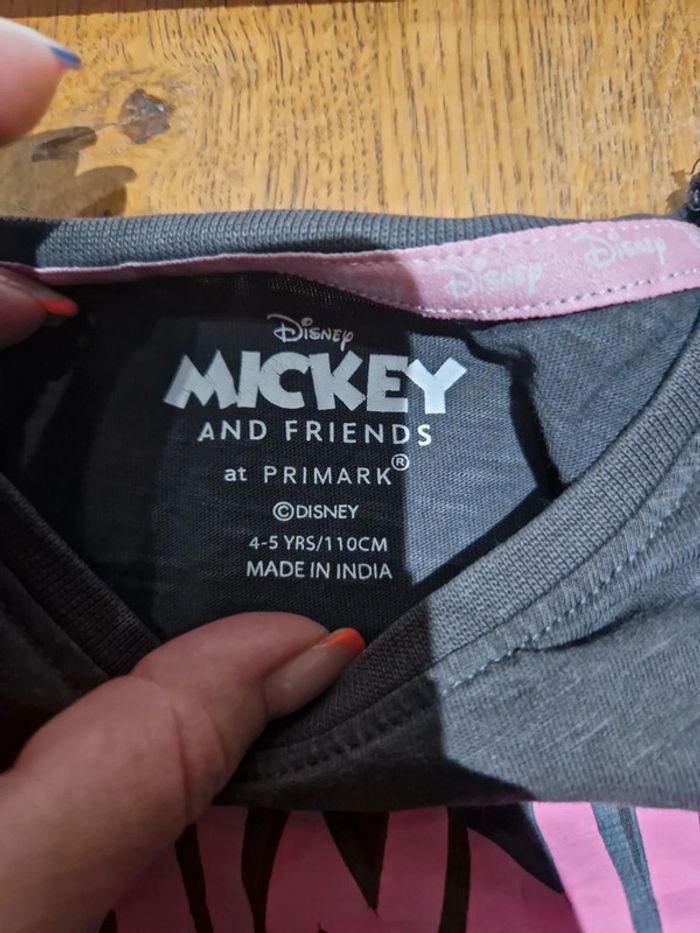 Disney
Disney
Disney
MICKEY
AND FRIENDS
at PRIMARK®
©DISNEY
4-5 YRS/110CM
MADE IN INDIA